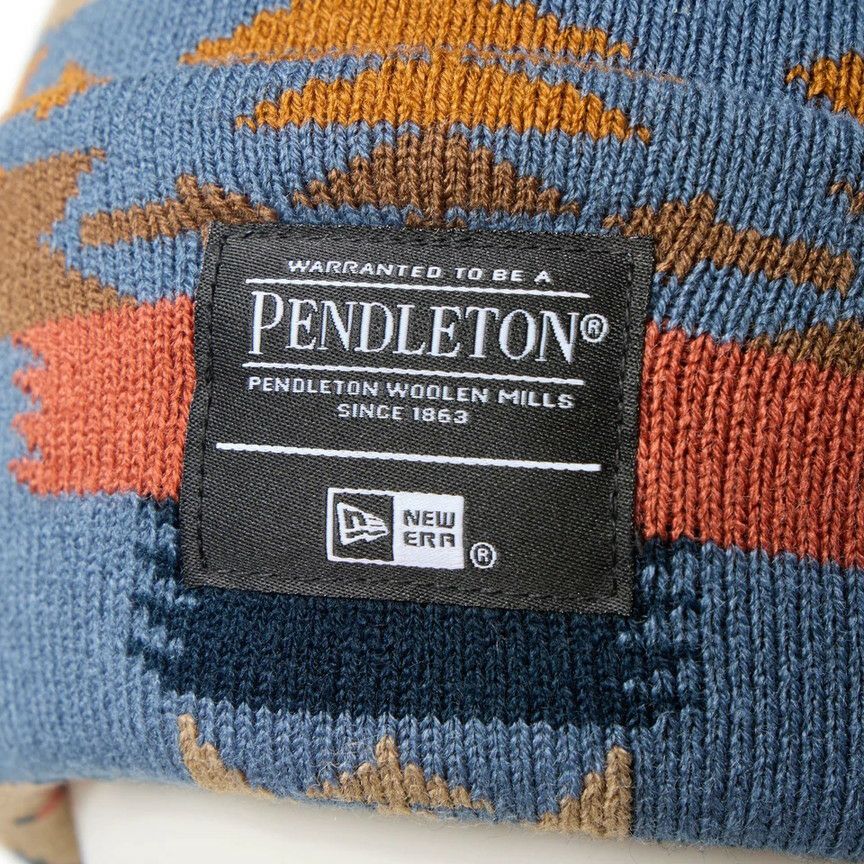 WARRANTED TO BE A
PENDLETON®
PENDLETON WOOLEN MILLS
SINCE 1863
NEW
ERA®